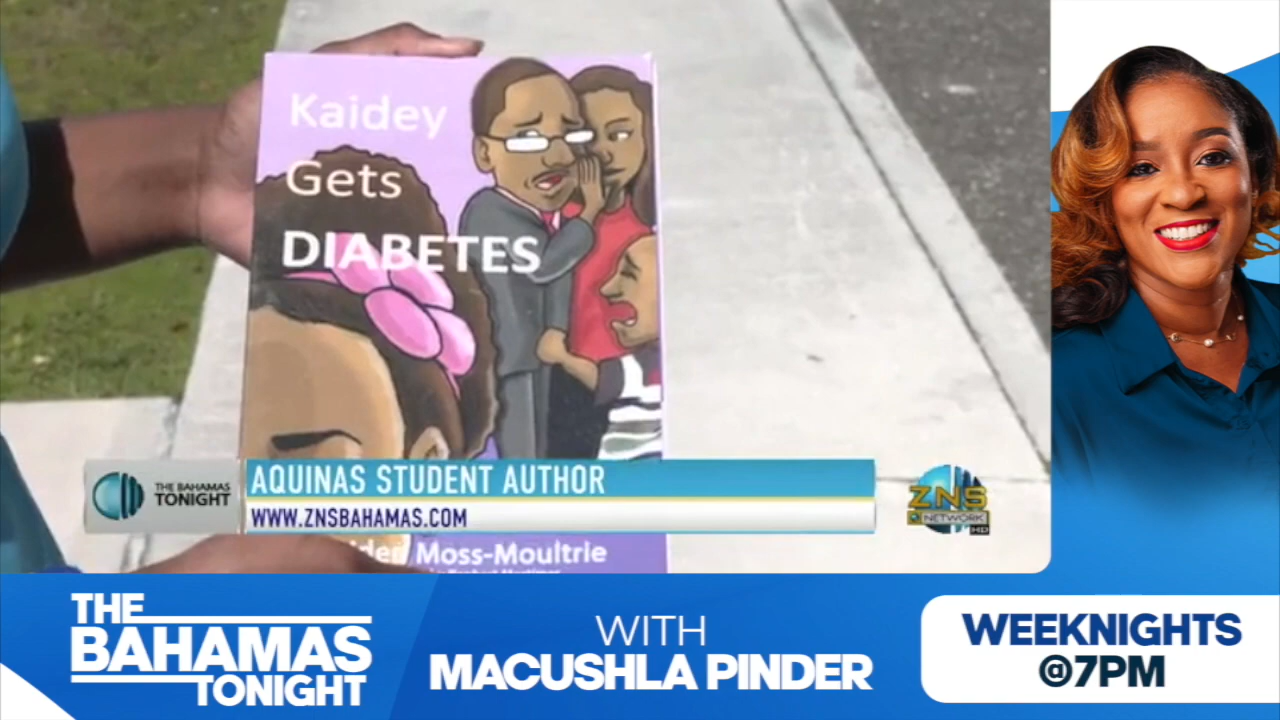 Kaidey
Gets
DIABETES
THE BAHAMAS
TONIGHT
AQUINAS STUDENT AUTHOR
WWW.ZNSBAHAMAS.COM
ZNS
NETWORK
HD
Moss-Moultrie
THE
BAHAMAS
TONIGHT
WITH
MACUSHLA PINDER
WEEKNIGHTS
@7PM